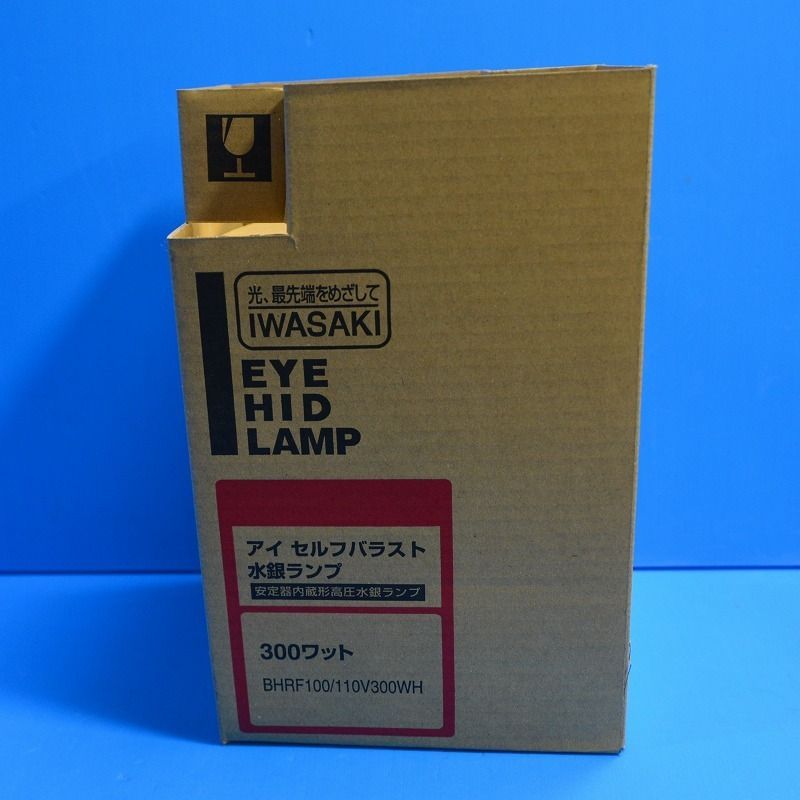 光、最先端をめざして
IWASAKI
EYE
HID
LAMP
アイ セルフバラスト
水銀ランプ
安定器内蔵形高圧水銀ランプ
300ワット
BHRF100/110V300WH